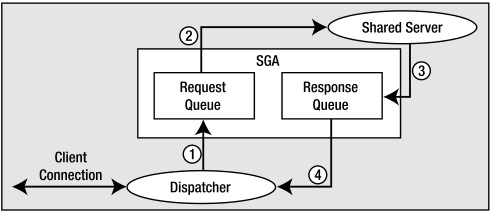 ② Shared Server
SGA
③
Request
Queue
Response
Queue
Client
Connection
①
④
Dispatcher